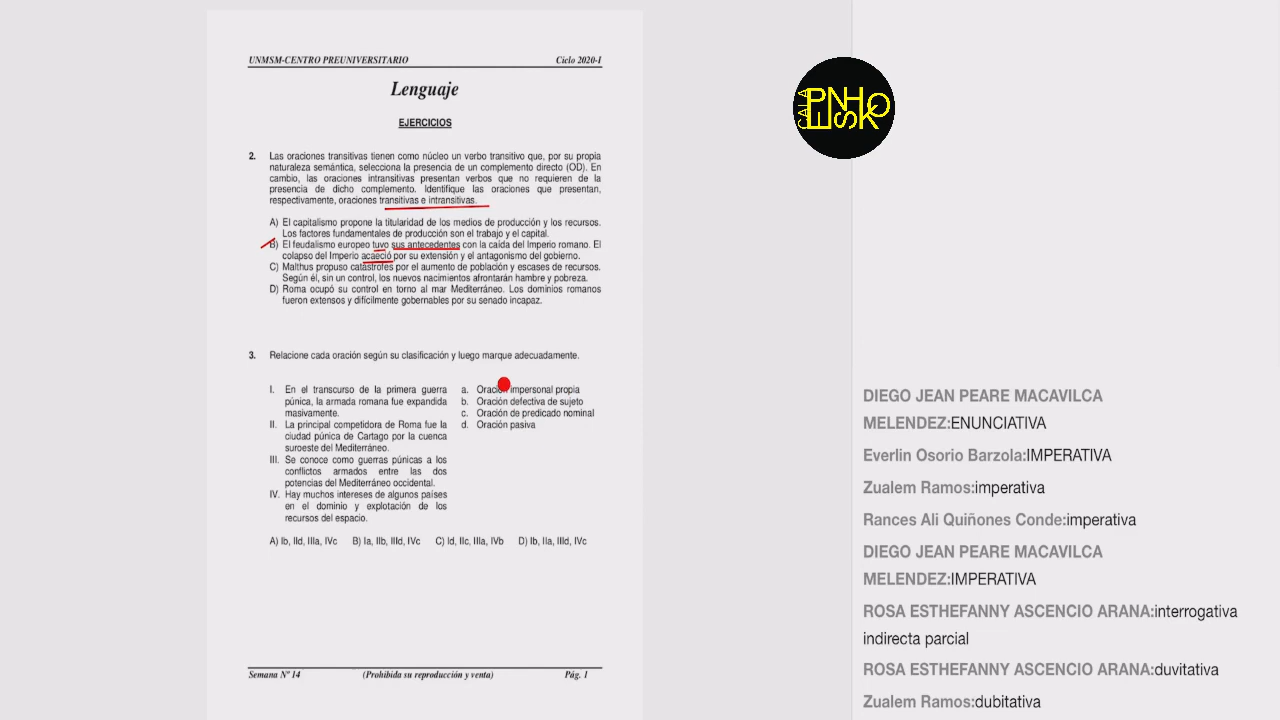 UNMSM-CENTRO PREUNIVERSITARIO Ciclo 2020-I
Lenguaje
EJERCICIOS
2. Las oraciones transitivas tienen como núcleo un verbo transitivo que, por su propia
naturaleza semántica, selecciona la presencia de un complemento directo (OD). En
cambio, las oraciones intransitivas presentan verbos que no requieren de la
presencia de dicho complemento. Identifique las oraciones que presentan,
respectivamente, oraciones transitivas e intransitivas.
A) El capitalismo propone la titularidad de los medios de producción y los recursos.
Los factores fundamentales de producción son el trabajo y el capital.
B) El feudalismo europeo tuvo sus antecedentes con la caída del Imperio romano. El
colapso del Imperio acaeció por su extensión y el antagonismo del gobierno.
C) Malthus propuso catástrofes por el aumento de población y escases de recursos.
Según él, sin un control, los nuevos nacimientos afrontarán hambre y pobreza.
D) Roma ocupó su control en torno al mar Mediterráneo. Los dominios romanos
fueron extensos y difícilmente gobernables por su senado incapaz.
3. Relacione cada oración según su clasificación y luego marque adecuadamente.
I. En el transcurso de la primera guerra
púnica, la armada romana fue expandida
masivamente.
II. La principal competidora de Roma fue la
ciudad púnica de Cartago por la cuenca
suroeste del Mediterráneo.
III. Se conoce como guerras púnicas a los
conflictos armados entre las dos
potencias del Mediterráneo occidental.
IV. Hay muchos intereses de algunos países
en el dominio y explotación de los
recursos del espacio.
a. Oración impersonal propia
b. Oración defectiva de sujeto
c. Oración de predicado nominal
d. Oración pasiva
A) Ib, IId, IIIa, IVc B) Ia, IIb, IIId, IVc C) Id, IIc, IIIa, IVb D) Ib, IIa, IIId, IVc
Semana Nº 14 (Prohibida su reproducción y venta) Pág. 1
CALA
PENHSKO
DIEGO JEAN PEARE MACAVILCA
MELENDEZ:ENUNCIATIVA
Everlin Osorio Barzola:IMPERATIVA
Zualem Ramos:imperativa
Rances Ali Quiñones Conde:imperativa
DIEGO JEAN PEARE MACAVILCA
MELENDEZ:IMPERATIVA
ROSA ESTHEFANNY ASCENCIO ARANA:interrogativa
indirecta parcial
ROSA ESTHEFANNY ASCENCIO ARANA:duvitativa
Zualem Ramos:dubitativa